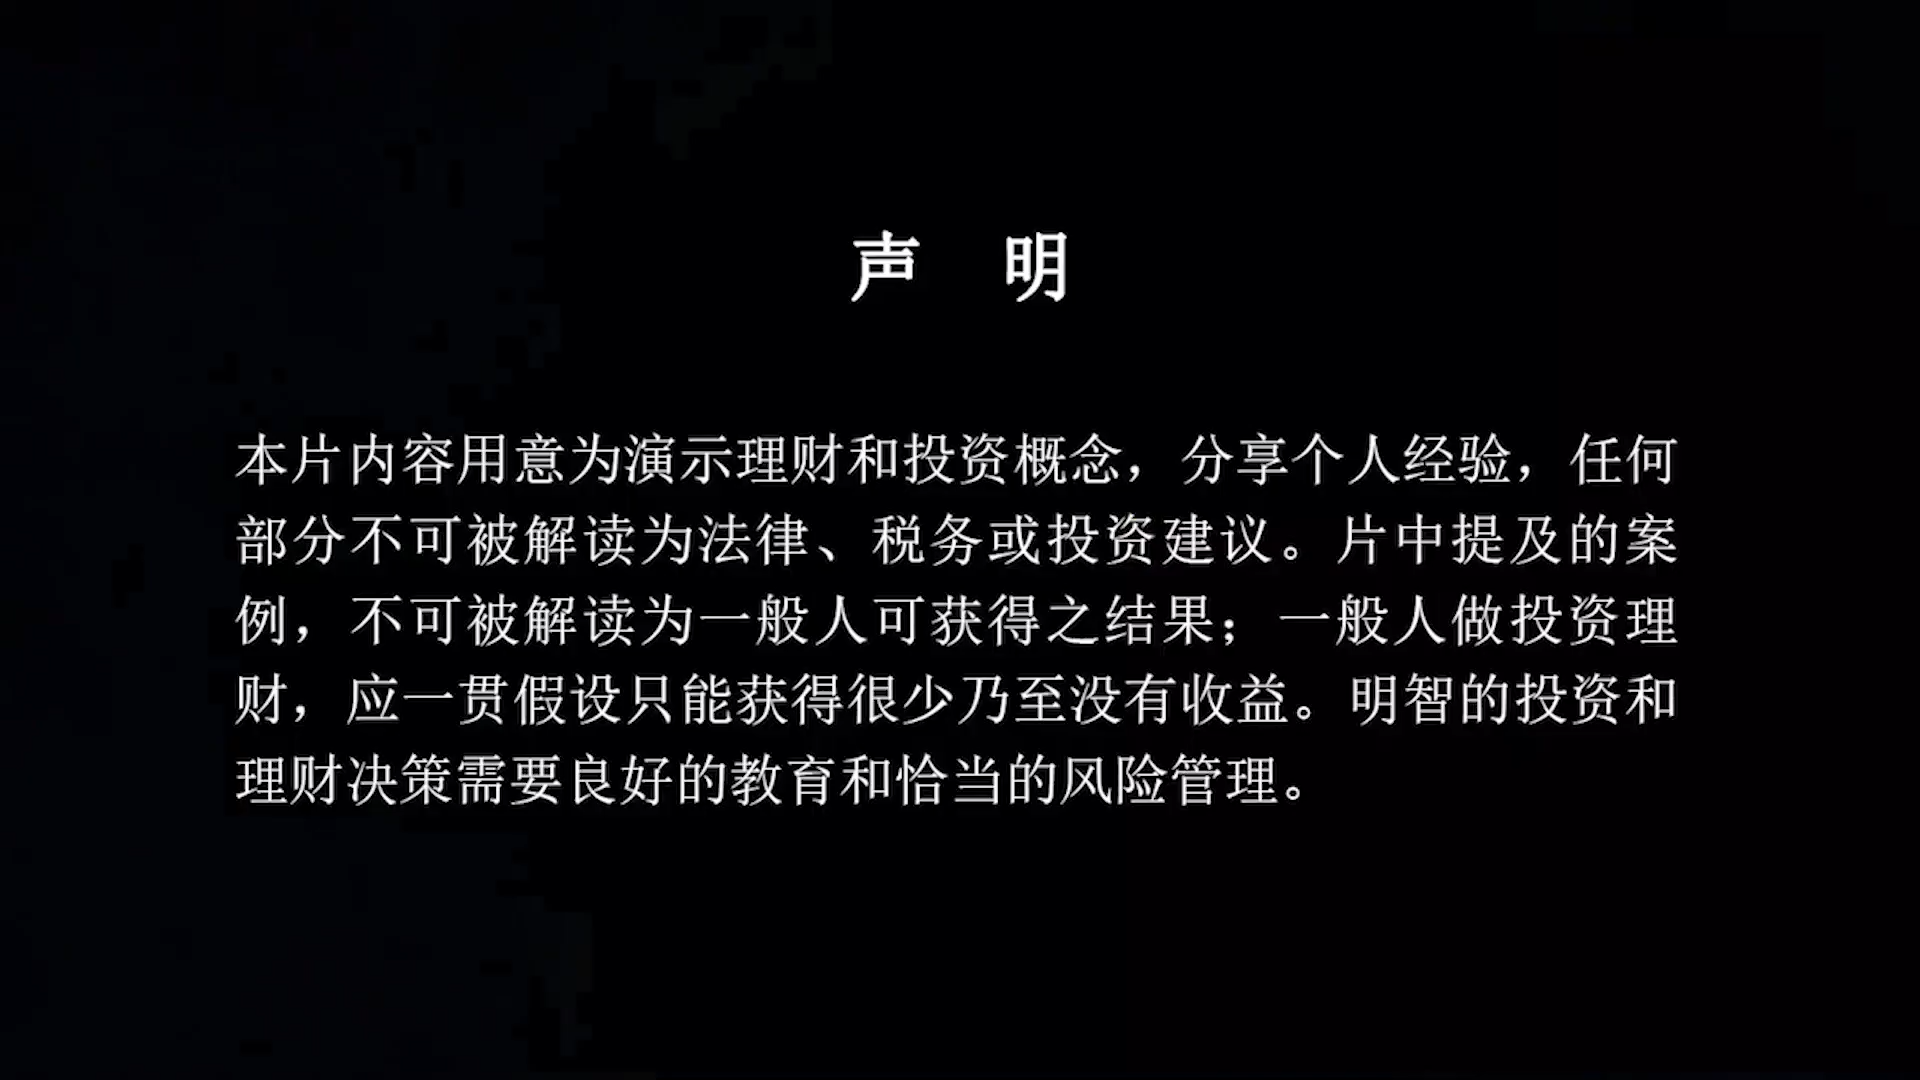 声 明
本片内容用意为演示理财和投资概念，分享个人经验，任何
部分不可被解读为法律、税务或投资建议。片中提及的案
例，不可被解读为一般人可获得之结果；一般人做投资理
财，应一贯假设只能获得很少乃至没有收益。明智的投资和
理财决策需要良好的教育和恰当的风险管理。